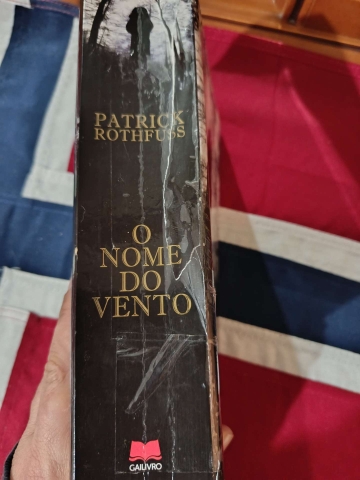 PATRICK
ROTHFUSS
O
NOME
DO
VENTO
GAILIVRO